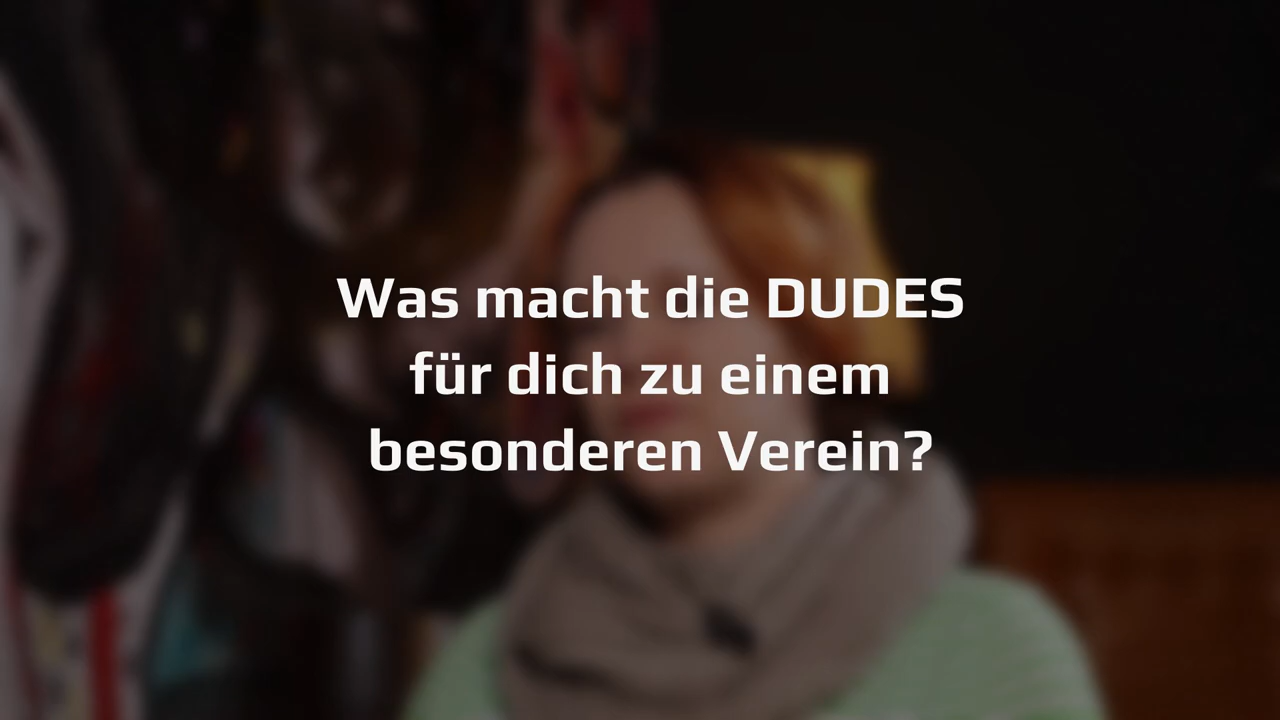 Was macht die DUDES
für dich zu einem
besonderen Verein?